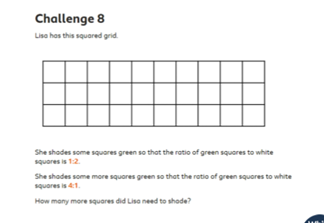 Challenge 8
Lisa has this squared grid.
She shades some squares green so that the ratio of green squares to white
squares is 1:2.
She shades some more squares green so that the ratio of green squares to white
squares is 4:1.
How many more squares did Lisa need to shade?